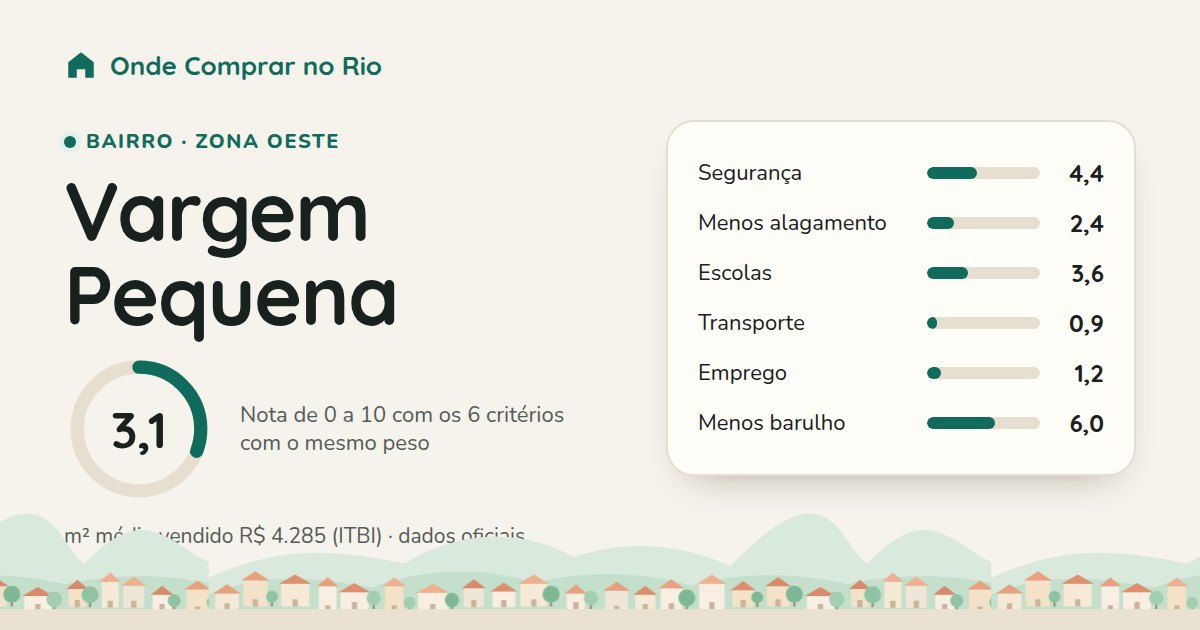 Onde Comprar no Rio
BAIRRO · ZONA OESTE
Vargem
Pequena
3,1
Nota de 0 a 10 com os 6 critérios
com o mesmo peso
m² médio vendido R$ 4.285 (ITBI) · dados oficiais
Segurança 4,4
Menos alagamento 2,4
Escolas 3,6
Transporte 0,9
Emprego 1,2
Menos barulho 6,0